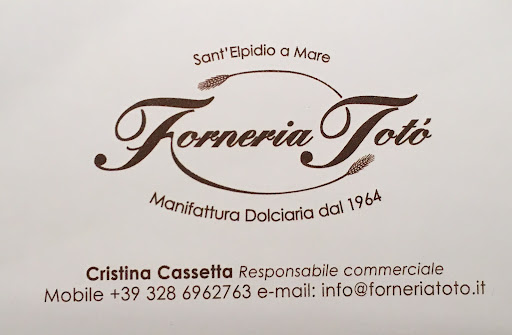 Sant'Elpidio a Mare
Forneria Totó
Manifattura Dolciaria dal 1964
Cristina Cassetta Responsabile commerciale
Mobile +39 328 6962763 e-mail: info@forneriatoto.it